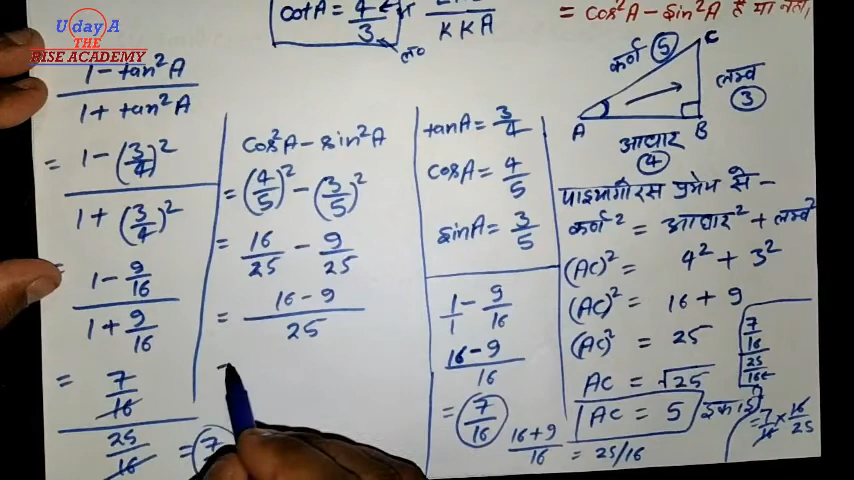 U day A
THE
RISE ACADEMY
cotA = 4/3
लम्ब
K K A
= cos²A - sin²A है या नहीं
(1 - tan²A)/(1 + tan²A)
= (1 - (3/4)²)/(1 + (3/4)²)
= (1 - 9/16)/(1 + 9/16)
= (7/16)/(25/16) = 7
cos²A - sin²A
= (4/5)² - (3/5)²
= 16/25 - 9/25
= (16 - 9)/25
=
tanA = 3/4
cosA = 4/5
sinA = 3/5
1/1 - 9/16
(16 - 9)/16
= 7/16
(16+9)/16 = 25/16
कर्ण 5
C
लम्ब
3
A
B
आधार
4
पाइथागोरस प्रमेय से -
कर्ण² = आधार² + लम्ब²
(AC)² = 4² + 3²
(AC)² = 16 + 9
(AC)² = 25
AC = √25
AC = 5 इकाई
(7/16)/(25/16)
= 7/16 × 16/25